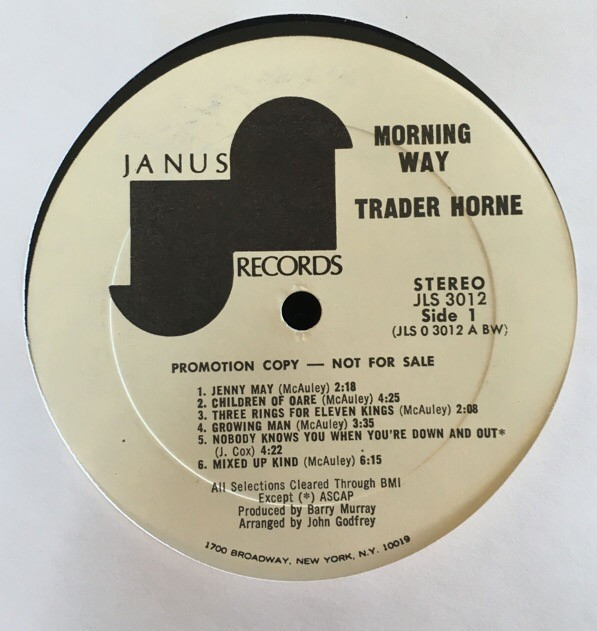 JANUS
RECORDS
MORNING
WAY
TRADER HORNE
STEREO
JLS 3012
Side 1
(JLS 0 3012 A BW)
PROMOTION COPY — NOT FOR SALE
1. JENNY MAY (McAuley) 2:18
2. CHILDREN OF OARE (McAuley) 4:25
3. THREE RINGS FOR ELEVEN KINGS (McAuley) 2:08
4. GROWING MAN (McAuley) 3:35
5. NOBODY KNOWS YOU WHEN YOU'RE DOWN AND OUT*
(J. Cox) 4:22
6. MIXED UP KIND (McAuley) 6:15
All Selections Cleared Through BMI
Except (*) ASCAP
Produced by Barry Murray
Arranged by John Godfrey
1700 BROADWAY, NEW YORK, N.Y. 10019